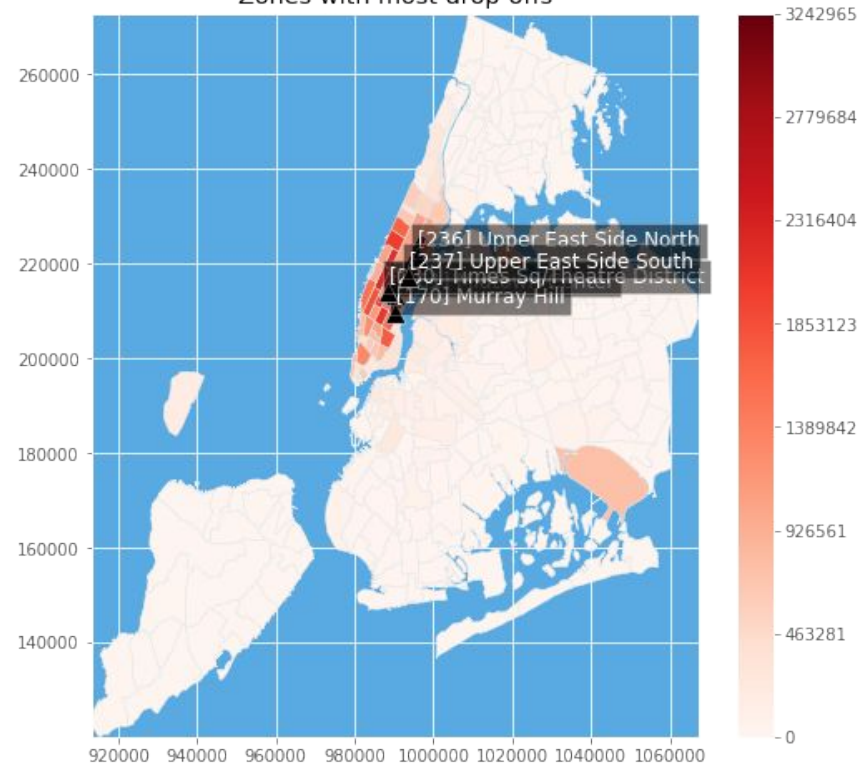 Zones with most drop-offs
3242965
260000
2779684
240000
2316404
[236] Upper East Side North
220000
[237] Upper East Side South
[230] Times Sq/Theatre District
[170] Murray Hill
1853123
200000
1389842
180000
926561
160000
463281
140000
0
920000 940000 960000 980000 1000000 1020000 1040000 1060000